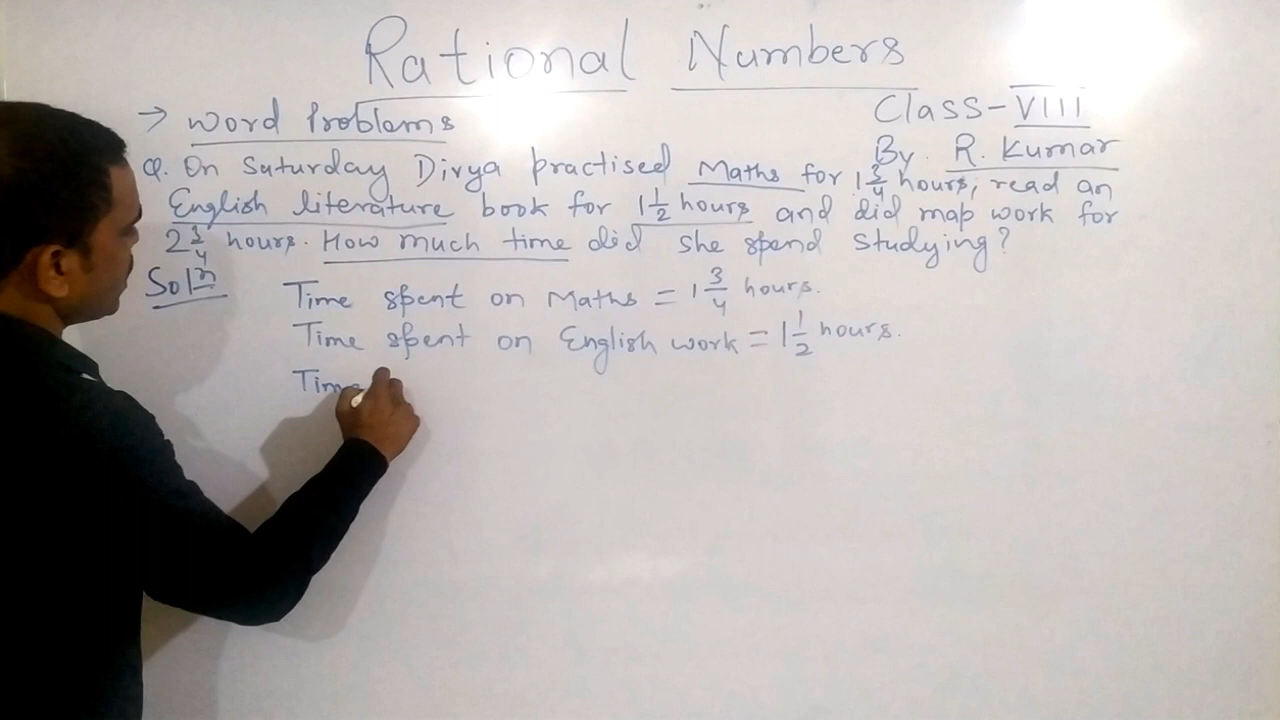 Rational Numbers
→ Word Problems
Class-VIII
By. R. Kumar
Q. On Saturday Divya practised Maths for 1 3/4 hours, read an
English literature book for 1 1/2 hours and did map work for
2 3/4 hours. How much time did she spend studying?
Solⁿ
Time spent on Maths = 1 3/4 hours.
Time spent on English work = 1 1/2 hours.
Time